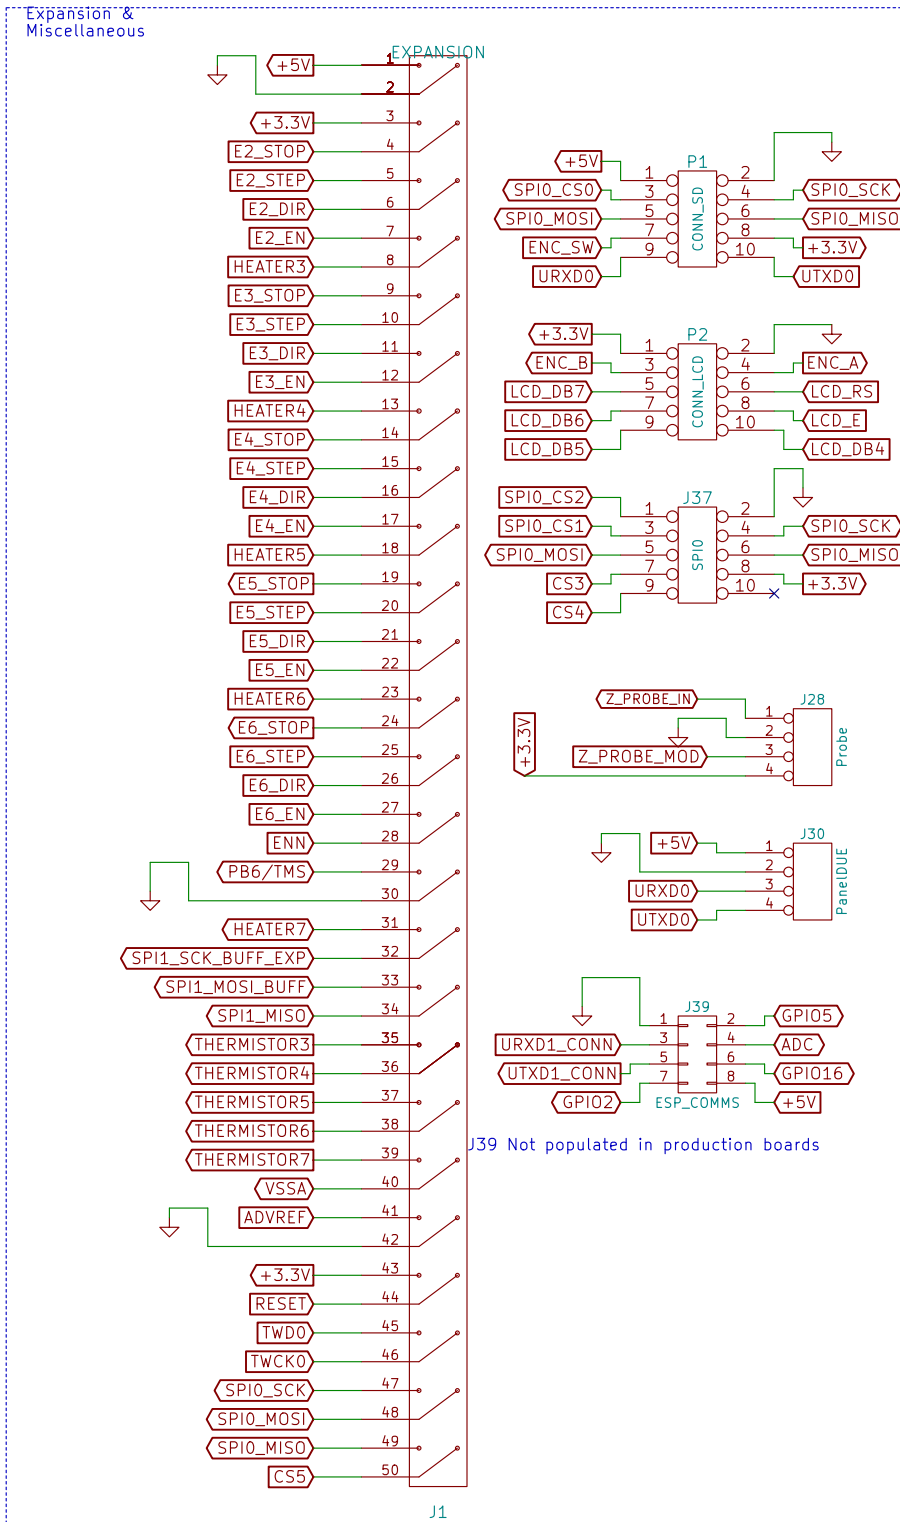 Expansion &
Miscellaneous
EXPANSION
+5V 1
2
+3.3V 3
E2_STOP 4
E2_STEP 5
E2_DIR 6
E2_EN 7
HEATER3 8
E3_STOP 9
E3_STEP 10
E3_DIR 11
E3_EN 12
HEATER4 13
E4_STOP 14
E4_STEP 15
E4_DIR 16
E4_EN 17
HEATER5 18
E5_STOP 19
E5_STEP 20
E5_DIR 21
E5_EN 22
HEATER6 23
E6_STOP 24
E6_STEP 25
E6_DIR 26
E6_EN 27
ENN 28
PB6/TMS 29
30
HEATER7 31
SPI1_SCK_BUFF_EXP 32
SPI1_MOSI_BUFF 33
SPI1_MISO 34
THERMISTOR3 35
THERMISTOR4 36
THERMISTOR5 37
THERMISTOR6 38
THERMISTOR7 39
VSSA 40
ADVREF 41
42
+3.3V 43
RESET 44
TWD0 45
TWCK0 46
SPI0_SCK 47
SPI0_MOSI 48
SPI0_MISO 49
CS5 50
J1
P1
CONN_SD
+5V 1 2
SPI0_CS0 3 4 SPI0_SCK
SPI0_MOSI 5 6 SPI0_MISO
ENC_SW 7 8 +3.3V
URXD0 9 10 UTXD0
P2
CONN_LCD
+3.3V 1 2
ENC_B 3 4 ENC_A
LCD_DB7 5 6 LCD_RS
LCD_DB6 7 8 LCD_E
LCD_DB5 9 10 LCD_DB4
J37
SPI0
SPI0_CS2 1 2
SPI0_CS1 3 4 SPI0_SCK
SPI0_MOSI 5 6 SPI0_MISO
CS3 7 8 +3.3V
CS4 9 10
J28
Probe
Z_PROBE_IN 1
2
Z_PROBE_MOD 3
+3.3V 4
J30
PanelDUE
+5V 1
2
URXD0 3
UTXD0 4
J39
1 2 GPIO5
URXD1_CONN 3 4 ADC
UTXD1_CONN 5 6 GPIO16
GPIO2 7 8 +5V
ESP_COMMS
J39 Not populated in production boards